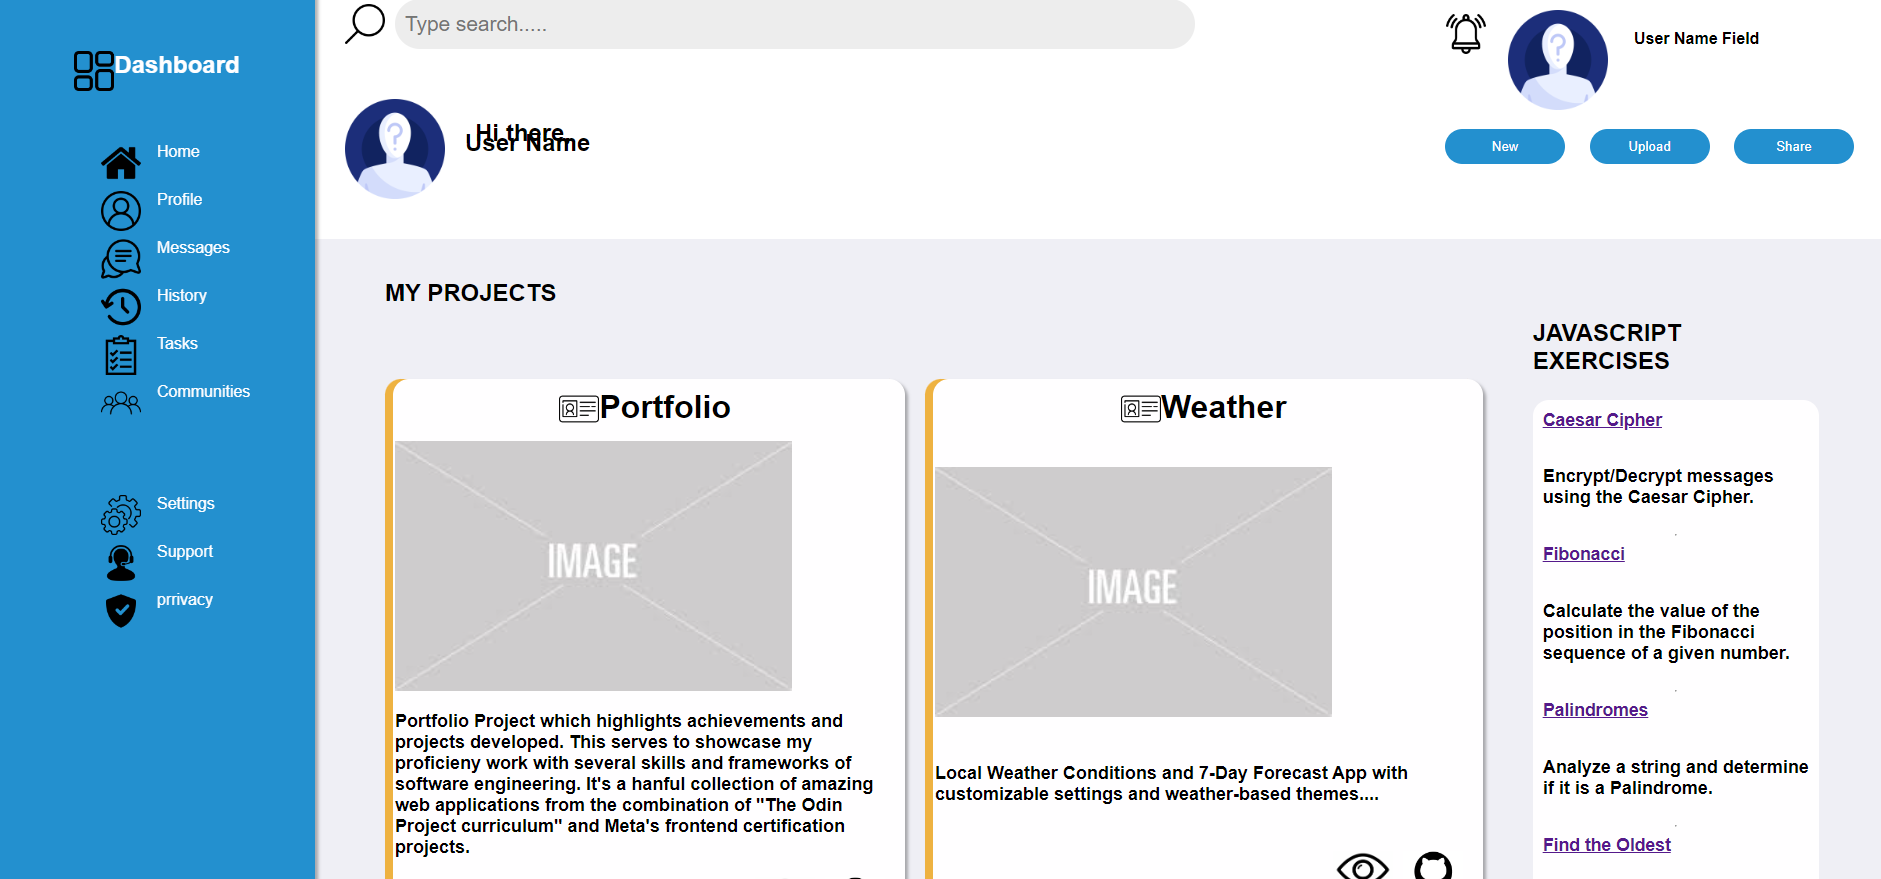 Dashboard
Home
Profile
Messages
History
Tasks
Communities
Settings
Support
prrivacy
Type search.....
User Name Field
Hi there,
User Name
New
Upload
Share
MY PROJECTS
Portfolio
IMAGE
Portfolio Project which highlights achievements and
projects developed. This serves to showcase my
proficieny work with several skills and frameworks of
software engineering. It's a hanful collection of amazing
web applications from the combination of "The Odin
Project curriculum" and Meta's frontend certification
projects.
Weather
IMAGE
Local Weather Conditions and 7-Day Forecast App with
customizable settings and weather-based themes....
JAVASCRIPT
EXERCISES
Caesar Cipher
Encrypt/Decrypt messages
using the Caesar Cipher.
Fibonacci
Calculate the value of the
position in the Fibonacci
sequence of a given number.
Palindromes
Analyze a string and determine
if it is a Palindrome.
Find the Oldest